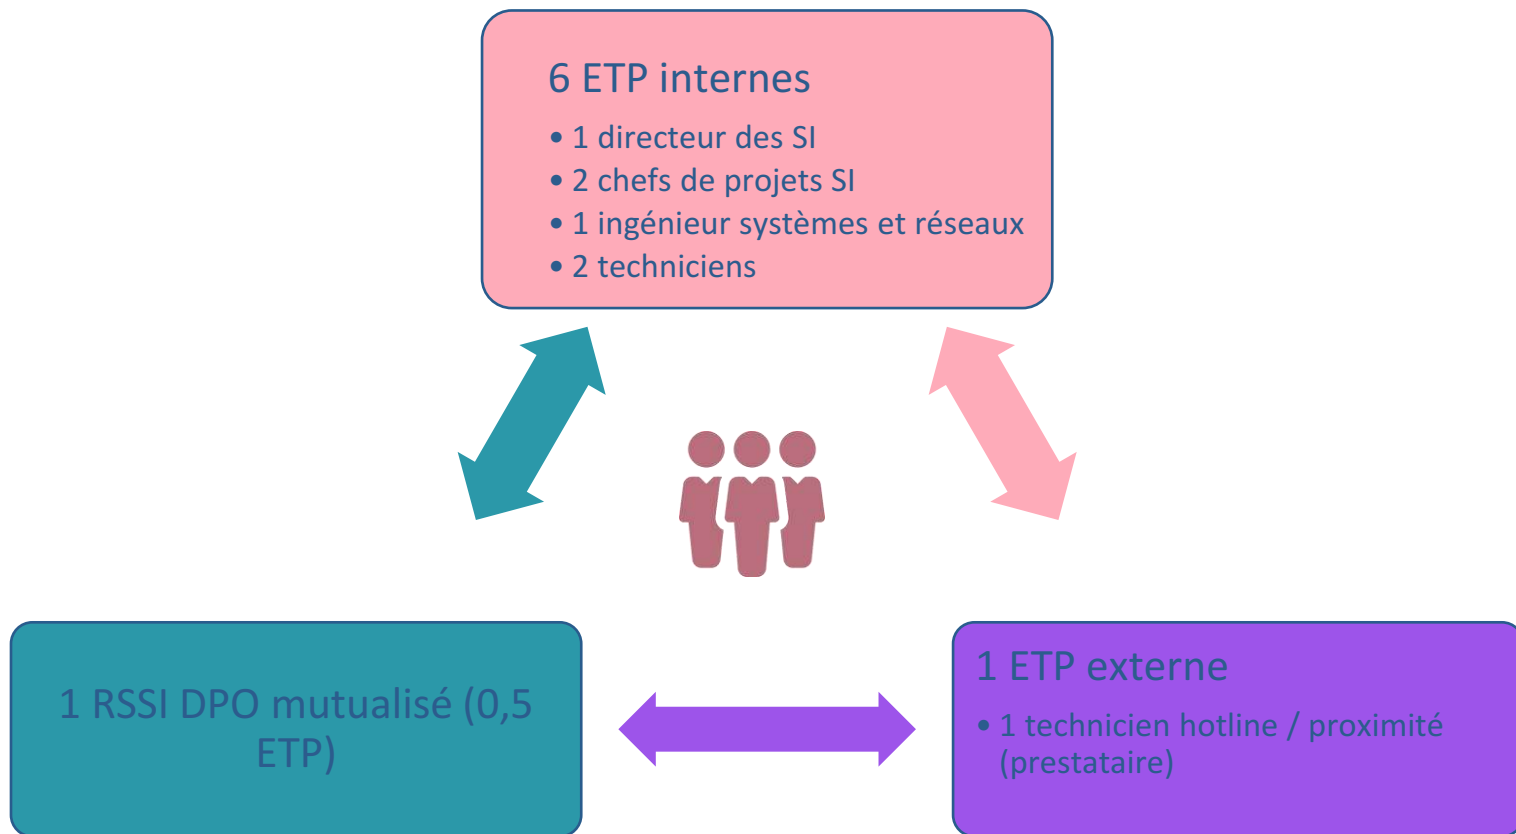 6 ETP internes
• 1 directeur des SI
• 2 chefs de projets SI
• 1 ingénieur systèmes et réseaux
• 2 techniciens
1 RSSI DPO mutualisé (0,5
ETP)
1 ETP externe
• 1 technicien hotline / proximité
(prestataire)